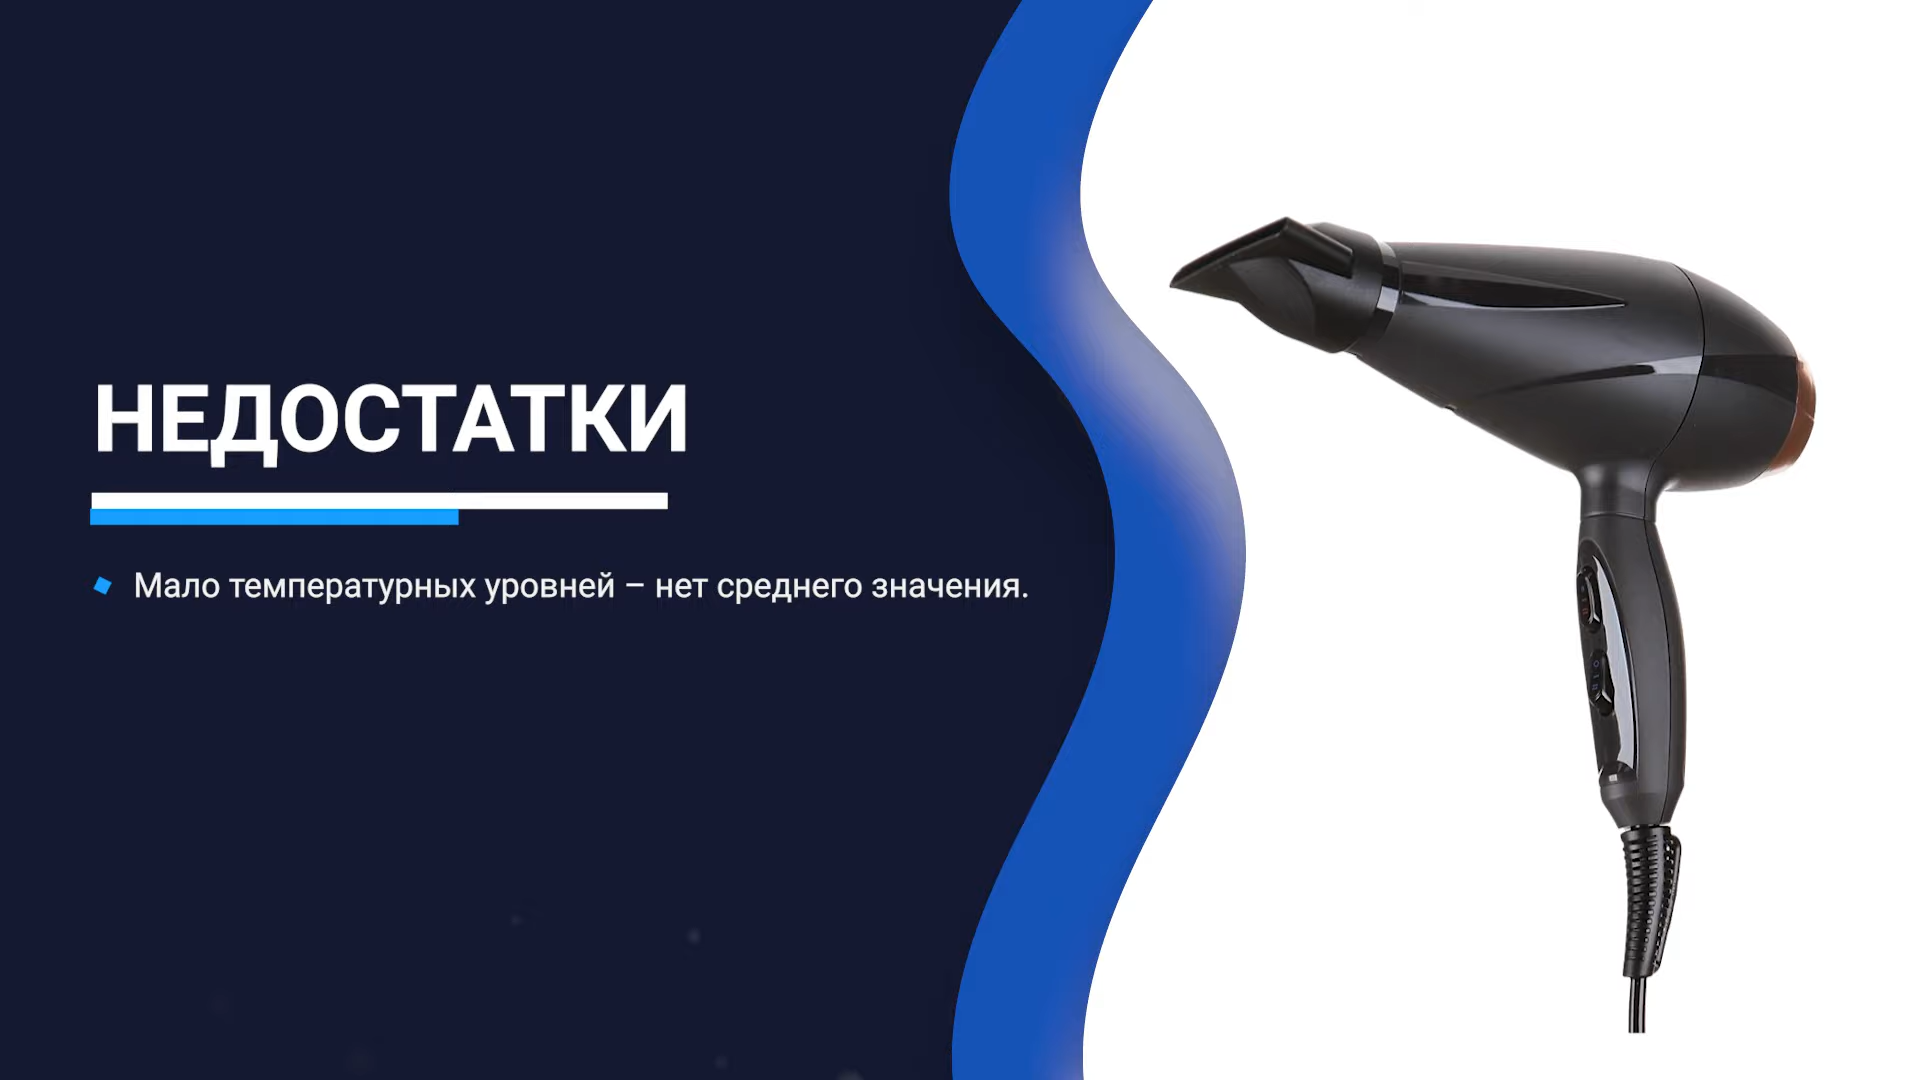 НЕДОСТАТКИ
Мало температурных уровней – нет среднего значения.